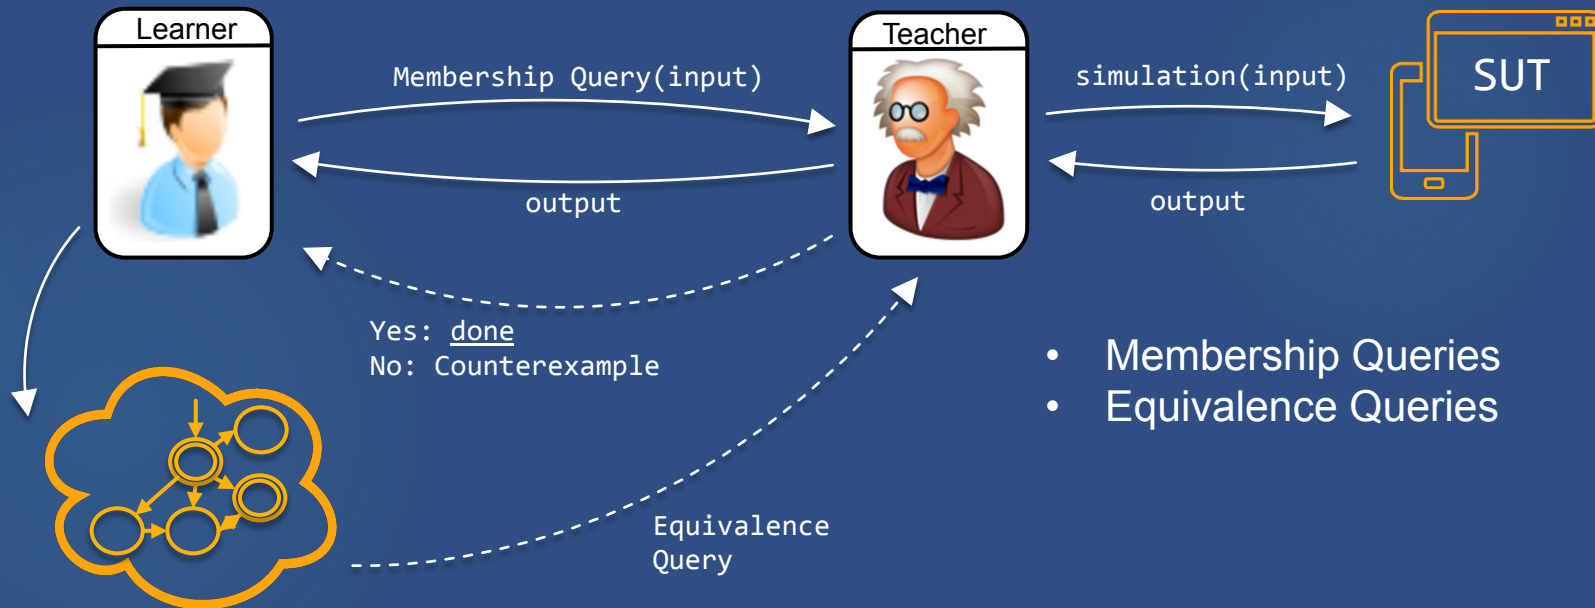 Learner
Teacher
Membership Query(input)
simulation(input)
SUT
output
output
Yes: done
No: Counterexample
• Membership Queries
• Equivalence Queries
Equivalence
Query